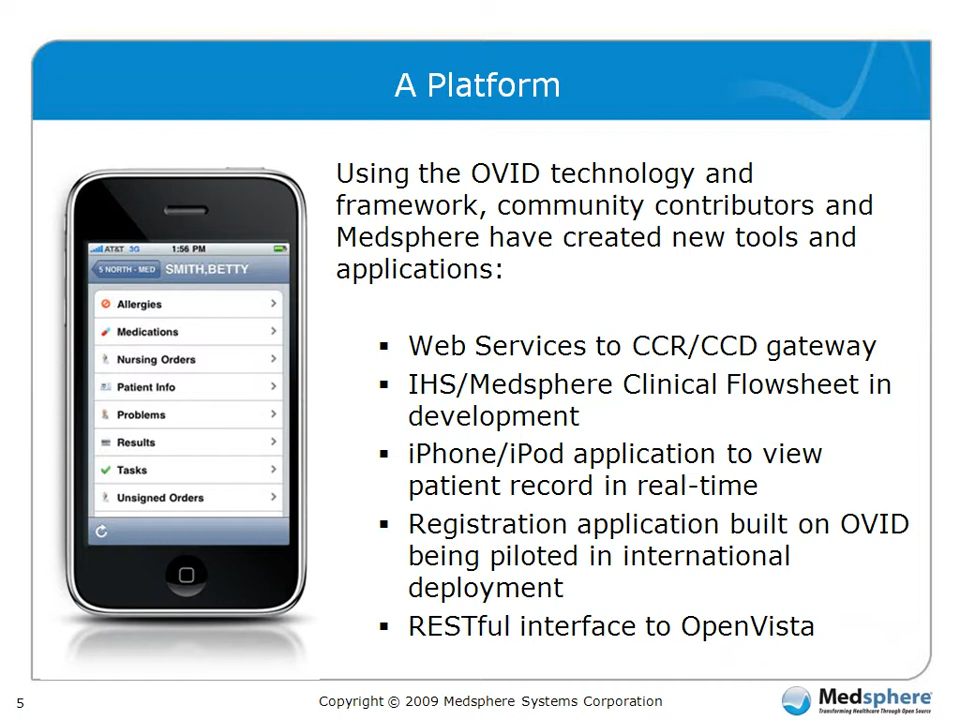 A Platform
Using the OVID technology and
framework, community contributors and
Medsphere have created new tools and
applications:
▪ Web Services to CCR/CCD gateway
▪ IHS/Medsphere Clinical Flowsheet in
development
▪ iPhone/iPod application to view
patient record in real-time
▪ Registration application built on OVID
being piloted in international
deployment
▪ RESTful interface to OpenVista
AT&T 3G 1:56 PM
5 NORTH - MED SMITH,BETTY
Allergies
Medications
Nursing Orders
Patient Info
Problems
Results
Tasks
Unsigned Orders
5
Copyright © 2009 Medsphere Systems Corporation
Medsphere
Transforming Healthcare Through Open Source